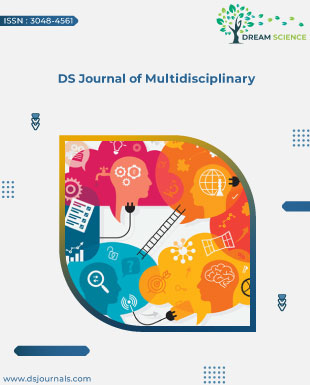 ISSN : 3048-4561
DREAM SCIENCE
DS Journal of Multidisciplinary
www.dsjournals.com